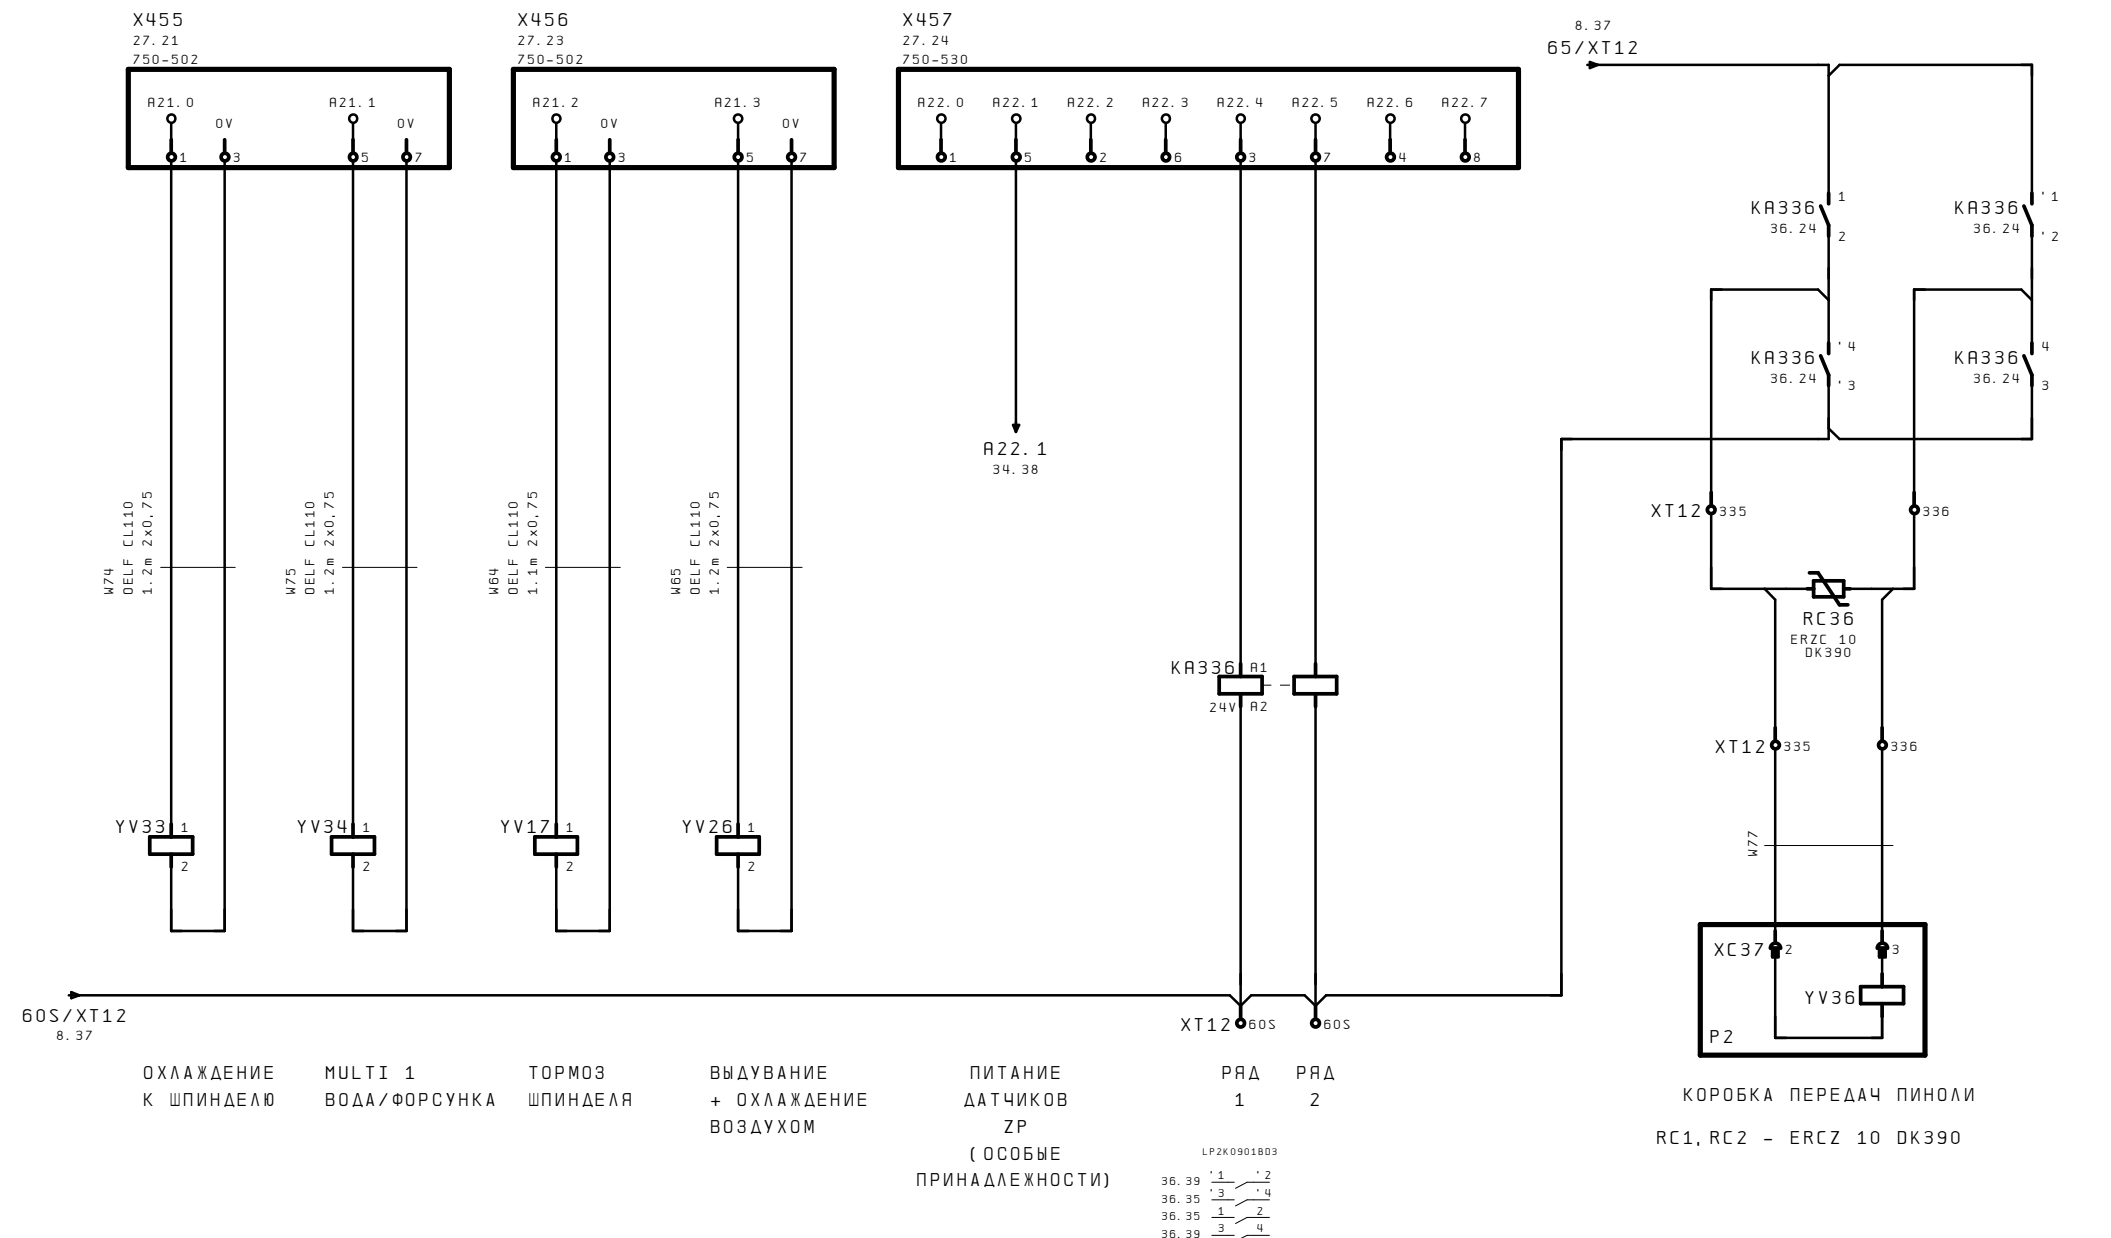 X455
27.21
750-502
A21.0
0V
A21.1
0V
1
3
5
7
X456
27.23
750-502
A21.2
0V
A21.3
0V
1
3
5
7
X457
27.24
750-530
A22.0 A22.1 A22.2 A22.3 A22.4 A22.5 A22.6 A22.7
1 5 2 6 3 7 4 8
8.37
65/XT12
KA336
36.24
1
2
KA336
36.24
'1
'2
KA336
36.24
'4
'3
KA336
36.24
4
3
A22.1
34.38
W74
OELF CL110
1.2m 2x0,75
W75
OELF CL110
1.2m 2x0,75
W64
OELF CL110
1.1m 2x0,75
W65
OELF CL110
1.2m 2x0,75
XT12 335
336
RC36
ERZC 10
DK390
KA336 A1
24V A2
XT12 335
336
YV33 1
2
YV34 1
2
YV17 1
2
YV26 1
2
W77
XC37 2
3
YV36
P2
60S/XT12
8.37
XT12 60S
60S
ОХЛАЖДЕНИЕ
К ШПИНДЕЛЮ
MULTI 1
ВОДА/ФОРСУНКА
ТОРМОЗ
ШПИНДЕЛЯ
ВЫДУВАНИЕ
+ ОХЛАЖДЕНИЕ
ВОЗДУХОМ
ПИТАНИЕ
ДАТЧИКОВ
ZP
(ОСОБЫЕ
ПРИНАДЛЕЖНОСТИ)
РЯД
1
РЯД
2
КОРОБКА ПЕРЕДАЧ ПИНОЛИ
RC1,RC2 - ERCZ 10 DK390
LP2K0901BD3
36.39 '1 '2
36.35 '3 '4
36.35 1 2
36.39 3 4